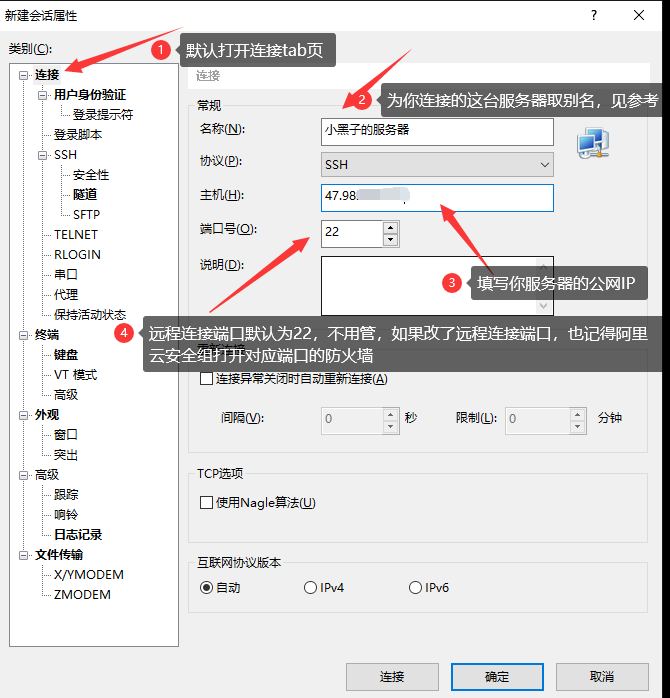 新建会话属性
?
类别(C):
1 默认打开连接tab页
连接
用户身份验证
登录提示符
登录脚本
SSH
安全性
隧道
SFTP
TELNET
RLOGIN
串口
代理
保持活动状态
终端
键盘
VT 模式
高级
外观
窗口
突出
高级
跟踪
响铃
日志记录
文件传输
X/YMODEM
ZMODEM
连接
常规
2 为你连接的这台服务器取别名，见参考
名称(N): 小黑子的服务器
协议(P): SSH
主机(H): 47.98
端口号(O): 22
说明(D):
3 填写你服务器的公网IP
4 远程连接端口默认为22，不用管，如果改了远程连接端口，也记得阿里
云安全组打开对应端口的防火墙
连接异常关闭时自动重新连接(A)
间隔(V): 0 秒 限制(L): 0 分钟
TCP选项
使用Nagle算法(U)
互联网协议版本
自动 IPv4 IPv6
连接 确定 取消